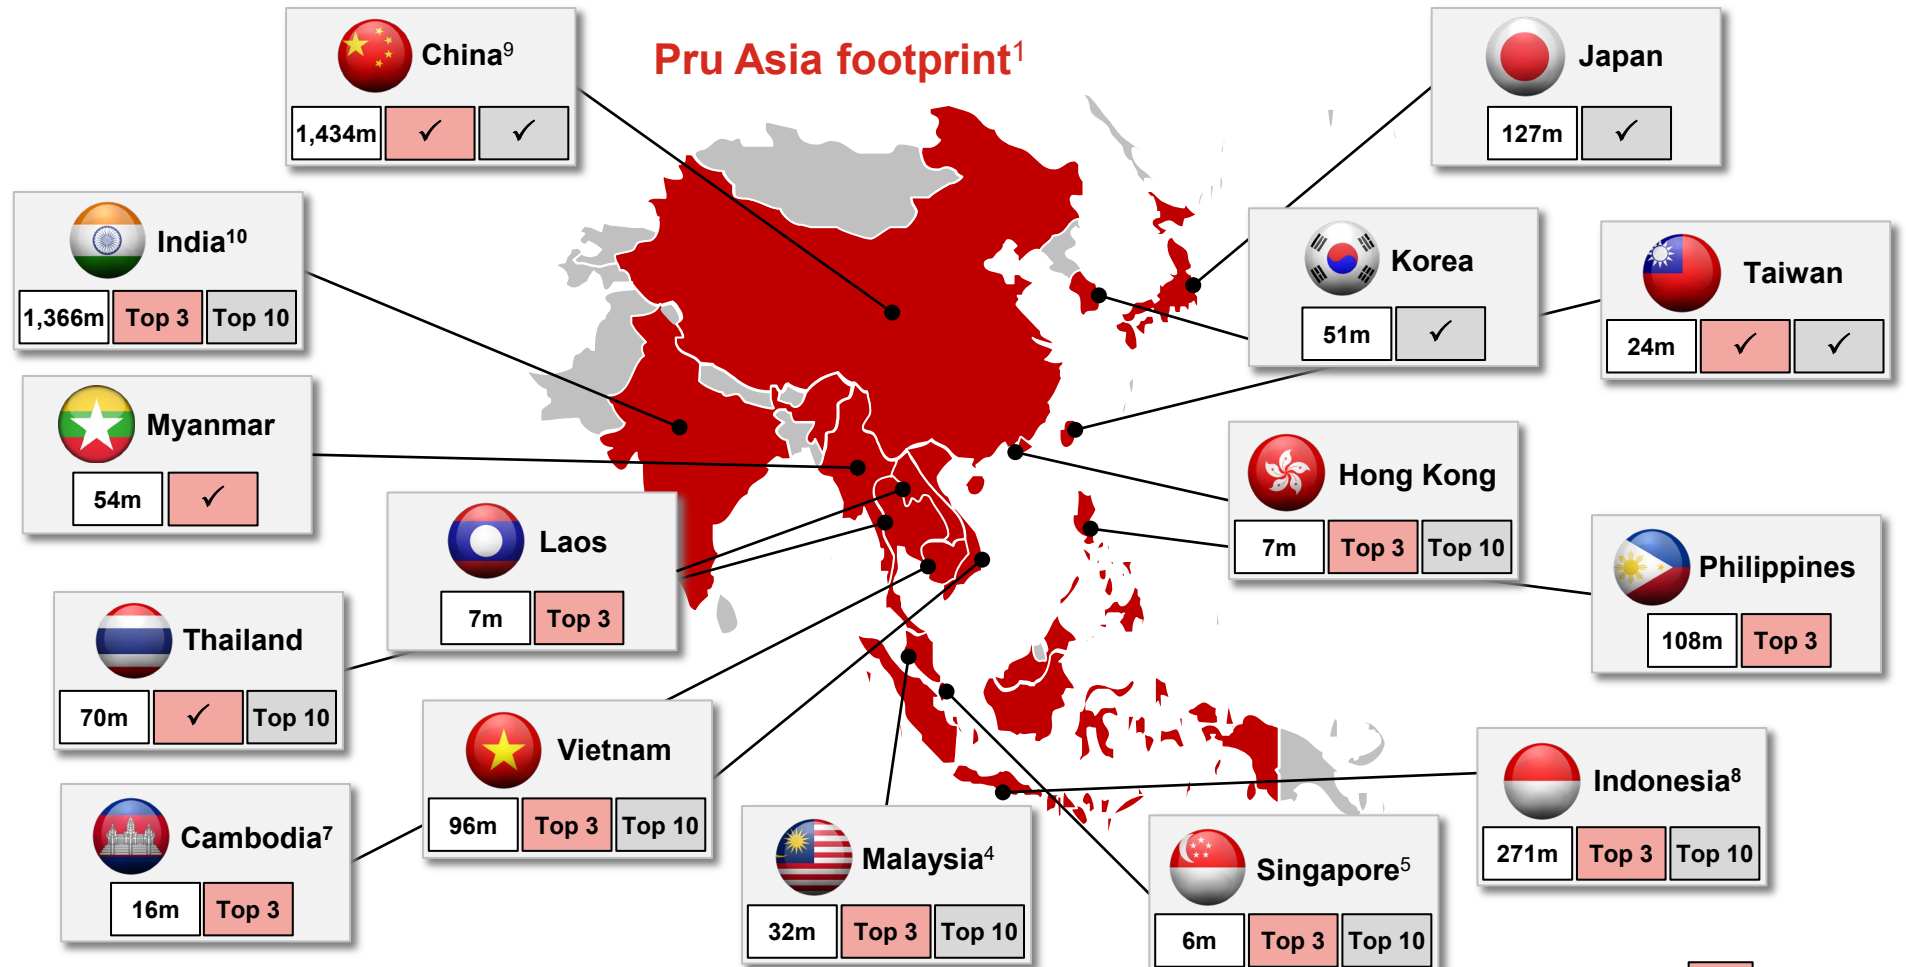 Pru Asia footprint1
China9
1,434m ✓ ✓
Japan
127m ✓
India10
1,366m Top 3 Top 10
Korea
51m ✓
Taiwan
24m ✓ ✓
Myanmar
54m ✓
Hong Kong
7m Top 3 Top 10
Laos
7m Top 3
Philippines
108m Top 3
Thailand
70m ✓ Top 10
Vietnam
96m Top 3 Top 10
Indonesia8
271m Top 3 Top 10
Cambodia7
16m Top 3
Malaysia4
32m Top 3 Top 10
Singapore5
6m Top 3 Top 10